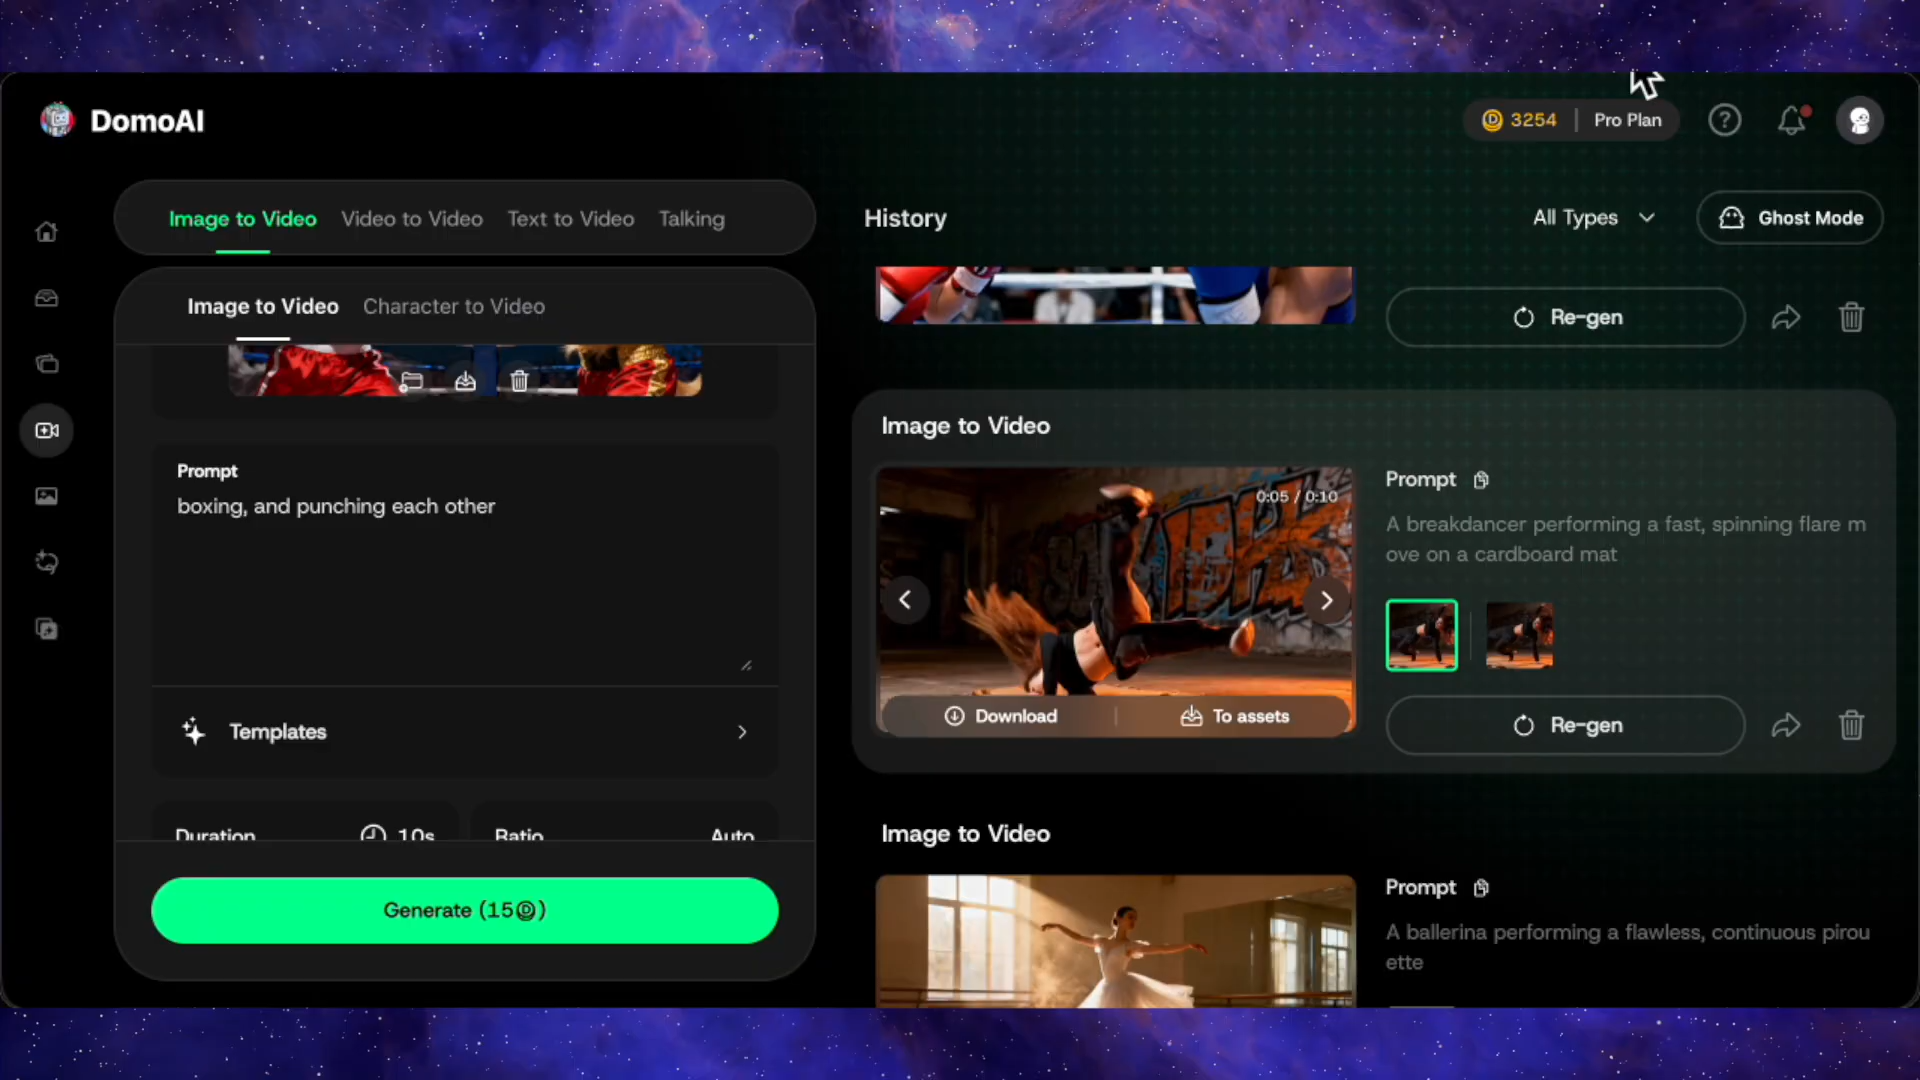 DomoAI
3254
Pro Plan
Image to Video
Video to Video
Text to Video
Talking
History
All Types
Ghost Mode
Image to Video
Character to Video
Re-gen
Prompt
boxing, and punching each other
Templates
Duration
10s
Ratio
Auto
Generate (15)
Image to Video
0:05 / 0:10
Download
To assets
Prompt
A breakdancer performing a fast, spinning flare m
ove on a cardboard mat
Re-gen
Image to Video
Prompt
A ballerina performing a flawless, continuous pirou
ette